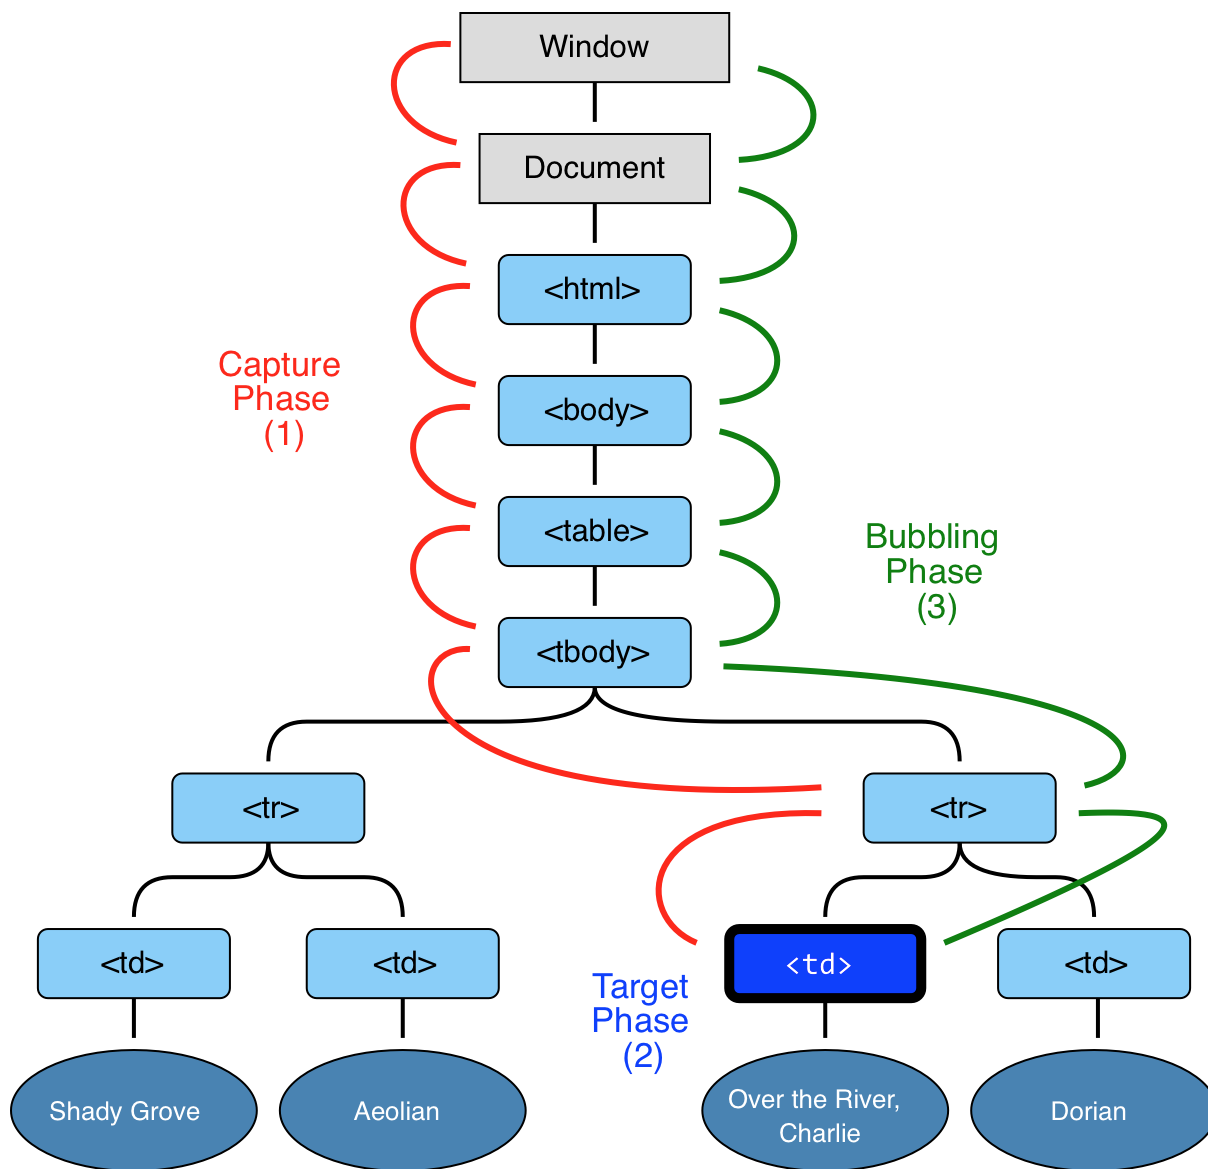 Window
Document
<html>
Capture
Phase
(1)
<body>
<table>
Bubbling
Phase
(3)
<tbody>
<tr>
<tr>
<td>
<td>
<td>
<td>
Target
Phase
(2)
Shady Grove
Aeolian
Over the River,
Charlie
Dorian